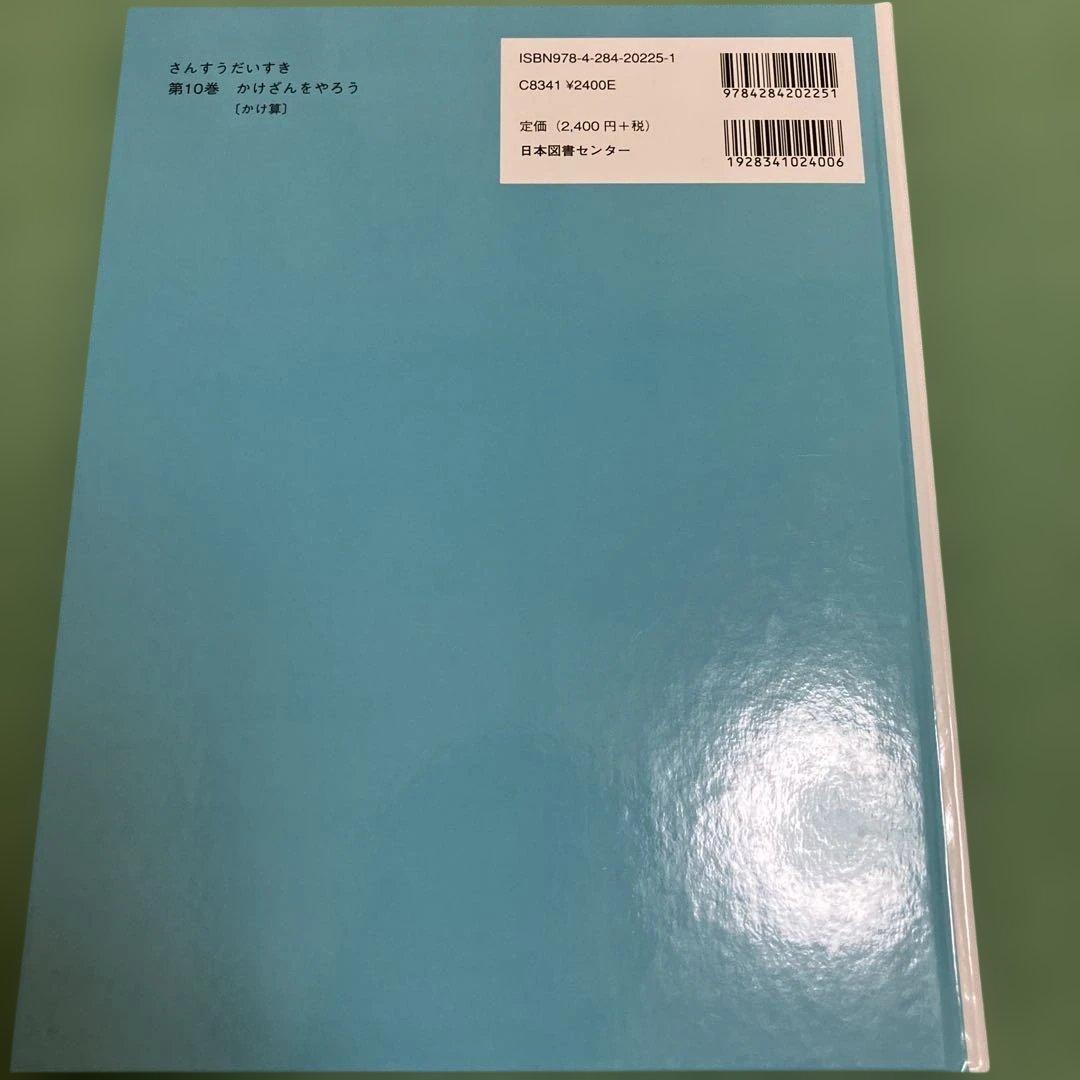 さんすうだいすき
第10巻 かけざんをやろう
〔かけ算〕
ISBN978-4-284-20225-1
C8341 ¥2400E
定価（2,400円＋税）
日本図書センター
9784284202251
1928341024006